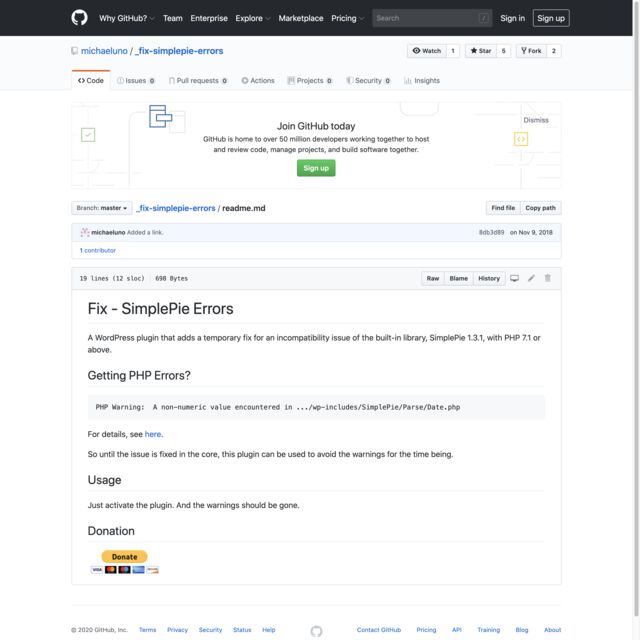 Why GitHub? Team Enterprise Explore Marketplace Pricing Search / Sign in Sign up
michaeluno / _fix-simplepie-errors Watch 1 Star 5 Fork 2
Code Issues 0 Pull requests 0 Actions Projects 0 Security 0 Insights
Dismiss
Join GitHub today
GitHub is home to over 50 million developers working together to host
and review code, manage projects, and build software together.
Sign up
Branch: master _fix-simplepie-errors / readme.md Find file Copy path
michaeluno Added a link. 8db3d89 on Nov 9, 2018
1 contributor
19 lines (12 sloc) 698 Bytes Raw Blame History
Fix - SimplePie Errors
A WordPress plugin that adds a temporary fix for an incompatibility issue of the built-in library, SimplePie 1.3.1, with PHP 7.1 or
above.
Getting PHP Errors?
PHP Warning:  A non-numeric value encountered in .../wp-includes/SimplePie/Parse/Date.php
For details, see here.
So until the issue is fixed in the core, this plugin can be used to avoid the warnings for the time being.
Usage
Just activate the plugin. And the warnings should be gone.
Donation
Donate
VISA
© 2020 GitHub, Inc. Terms Privacy Security Status Help Contact GitHub Pricing API Training Blog About